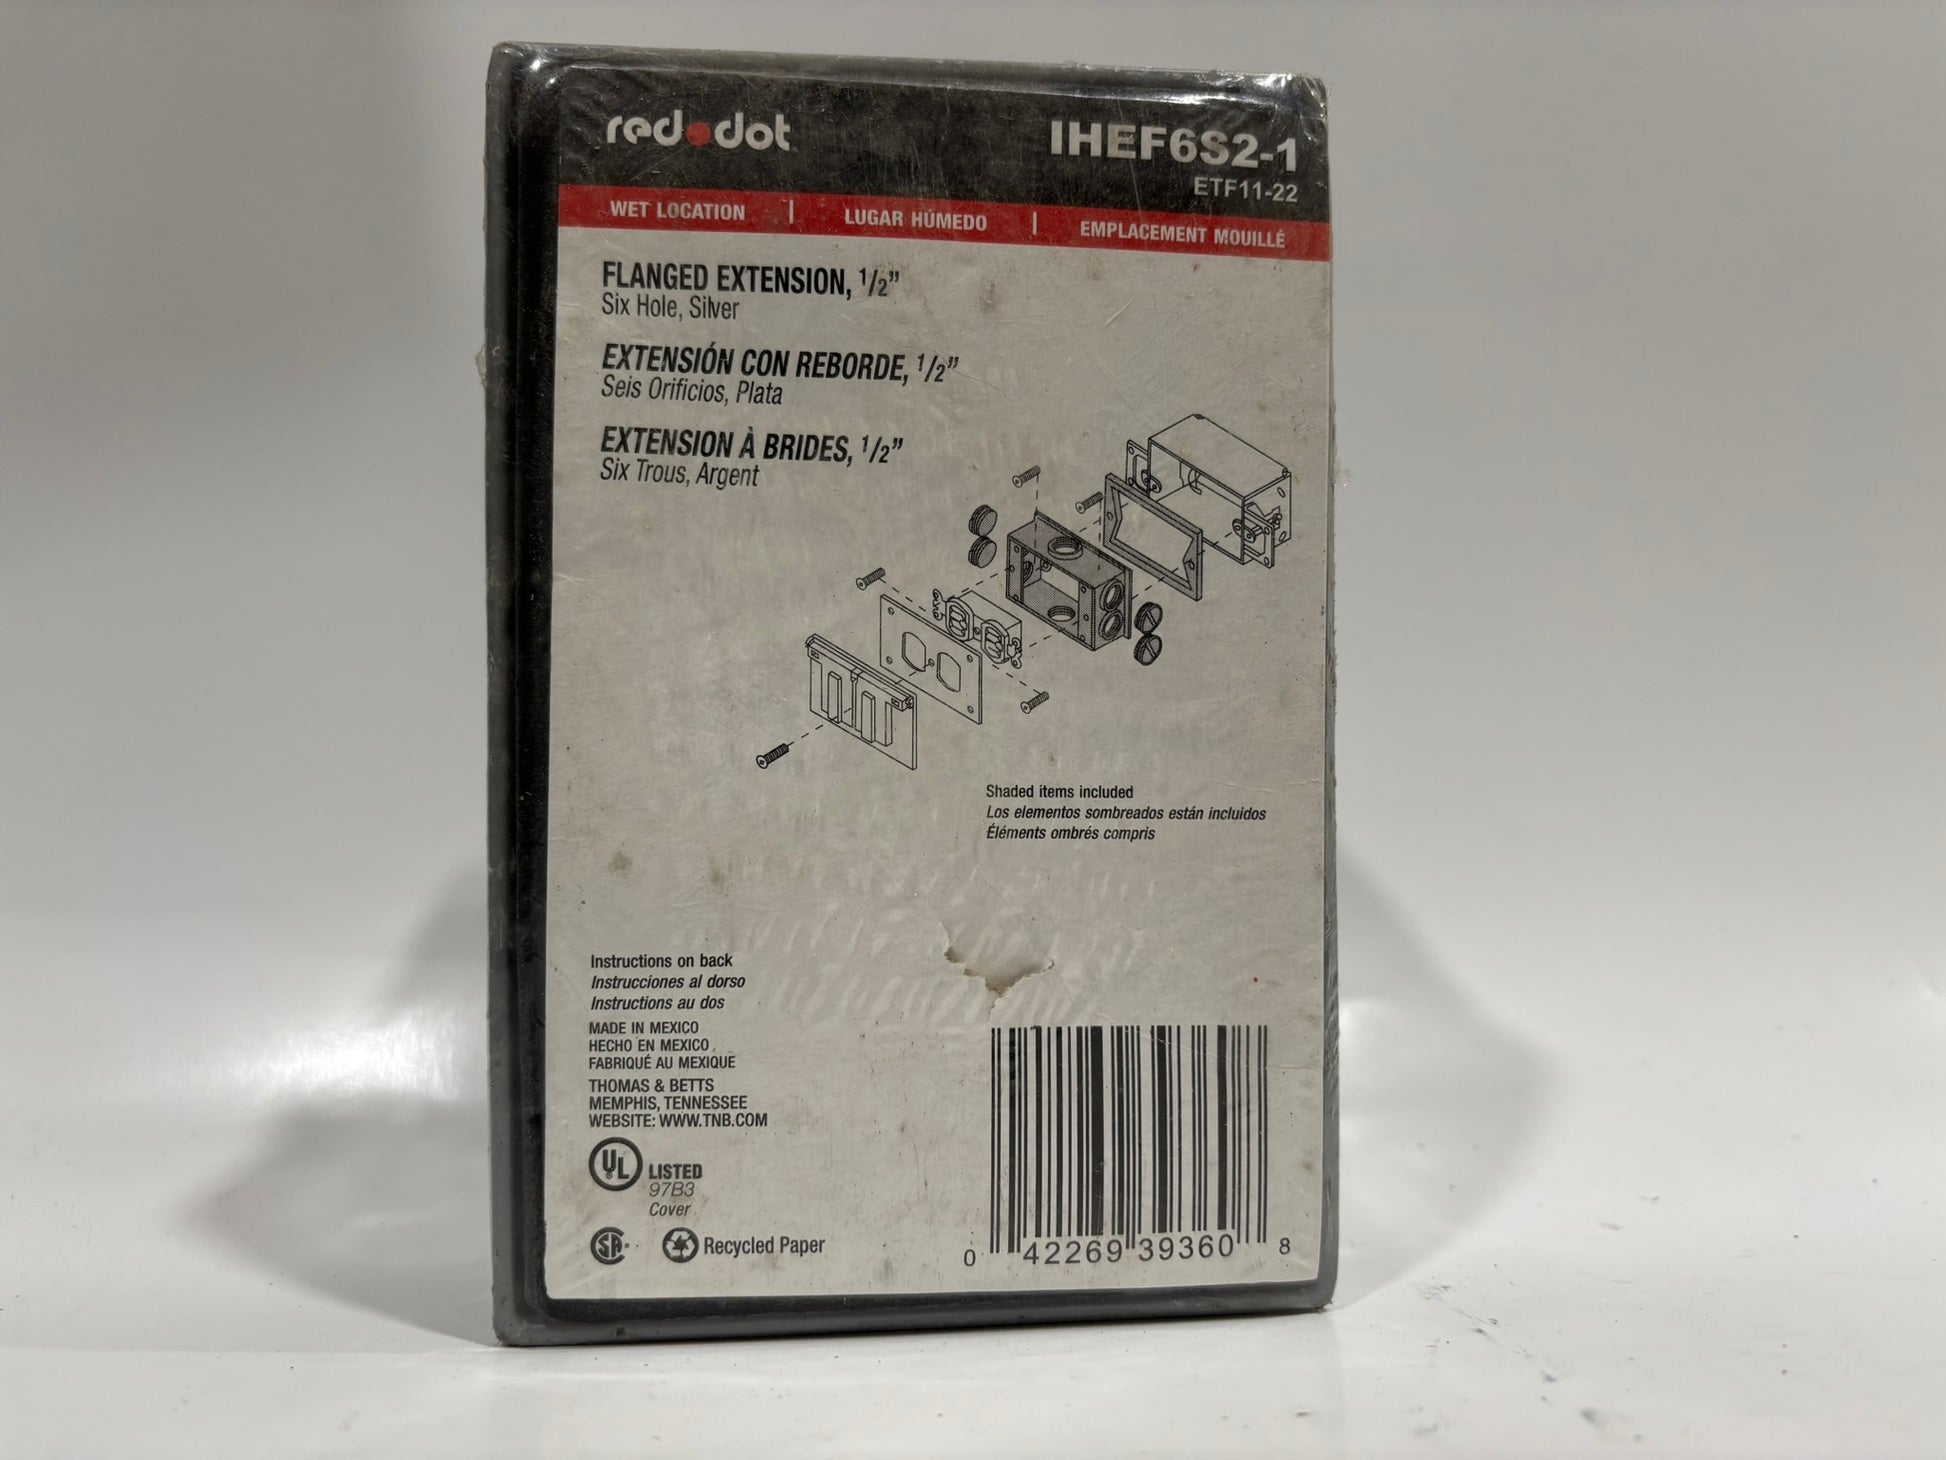 red•dot
IHEF6S2-1
ETF11-22
WET LOCATION | LUGAR HÚMEDO | EMPLACEMENT MOUILLÉ
FLANGED EXTENSION, 1/2”
Six Hole, Silver
EXTENSIÓN CON REBORDE, 1/2”
Seis Orificios, Plata
EXTENSION À BRIDES, 1/2”
Six Trous, Argent
Shaded items included
Los elementos sombreados están incluidos
Éléments ombrés compris
Instructions on back
Instrucciones al dorso
Instructions au dos
MADE IN MEXICO
HECHO EN MEXICO
FABRIQUÉ AU MEXIQUE
THOMAS & BETTS
MEMPHIS, TENNESSEE
WEBSITE: WWW.TNB.COM
UL LISTED
97B3
Cover
SA
Recycled Paper
0 42269 39360 8